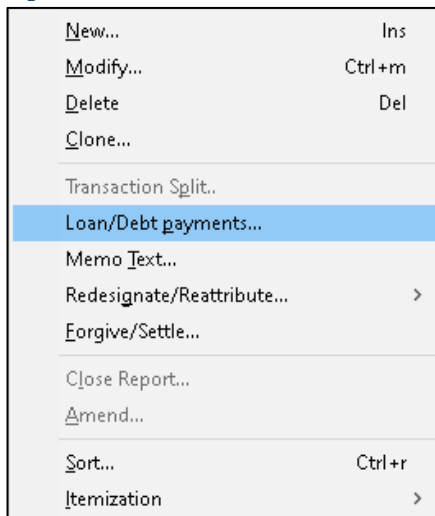 New... Ins
Modify... Ctrl+m
Delete Del
Clone...
Transaction Split..
Loan/Debt payments...
Memo Text...
Redesignate/Reattribute... >
Forgive/Settle...
Close Report...
Amend...
Sort... Ctrl+r
Itemization >